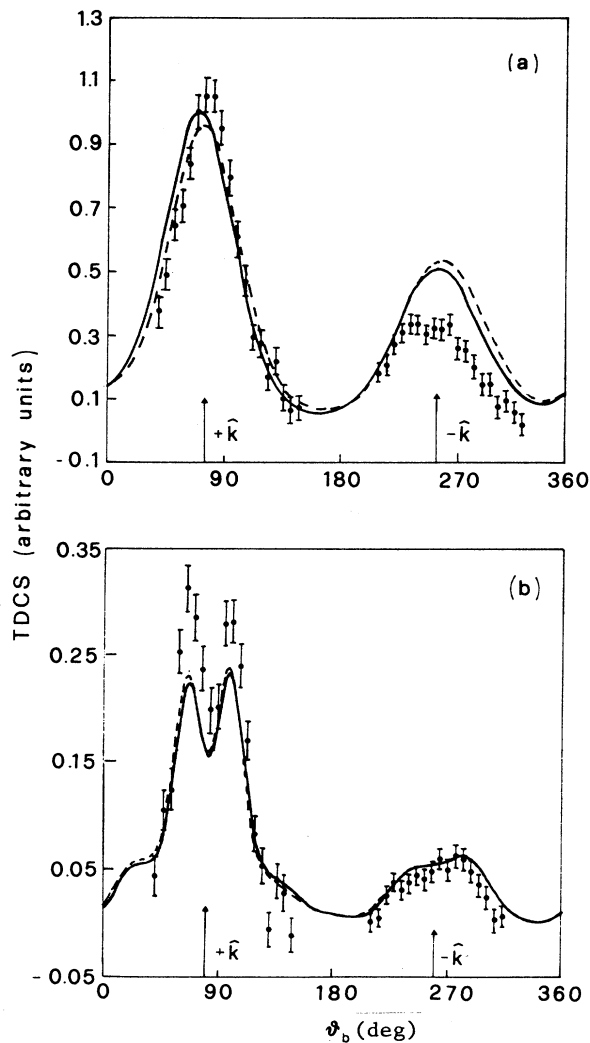 1.3
1.1
0.9
0.7
0.5
0.3
0.1
-0.1
(a)
+k̂
-k̂
0 90 180 270 360
TDCS (arbitrary units)
0.35
0.25
0.15
0.05
-0.05
(b)
+k̂
-k̂
0 90 180 270 360
ϑb (deg)